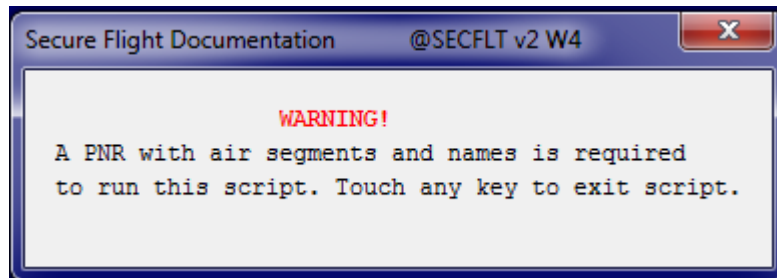 Secure Flight Documentation @SECFLT v2 W4
x
WARNING!
A PNR with air segments and names is required
to run this script. Touch any key to exit script.